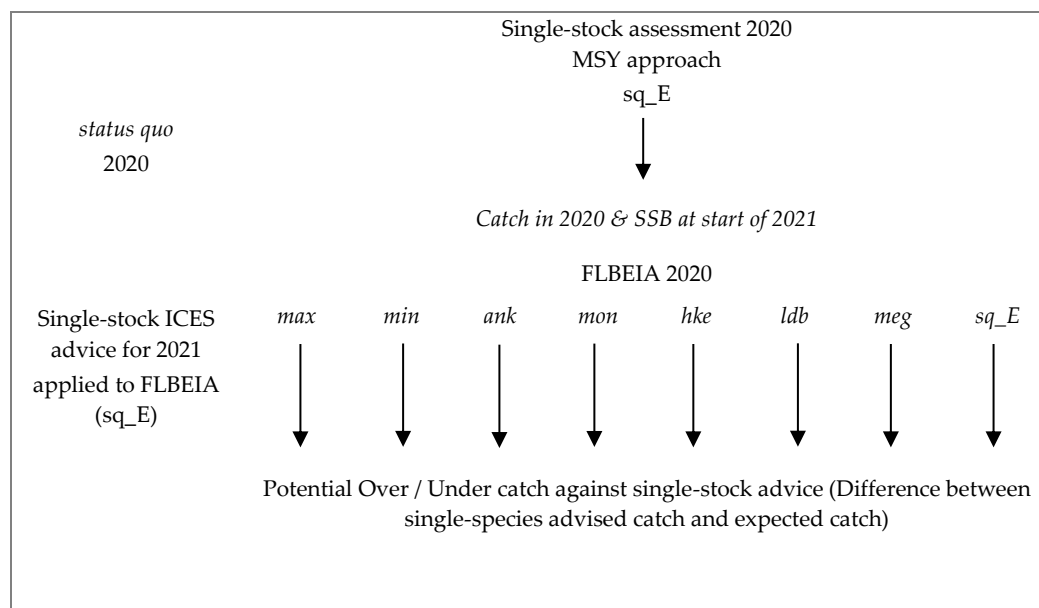 Single-stock assessment 2020
MSY approach
sq_E
status quo
2020
Catch in 2020 & SSB at start of 2021
FLBEIA 2020
Single-stock ICES
advice for 2021
applied to FLBEIA
(sq_E)
max min ank mon hke ldb meg sq_E
Potential Over / Under catch against single-stock advice (Difference between
single-species advised catch and expected catch)